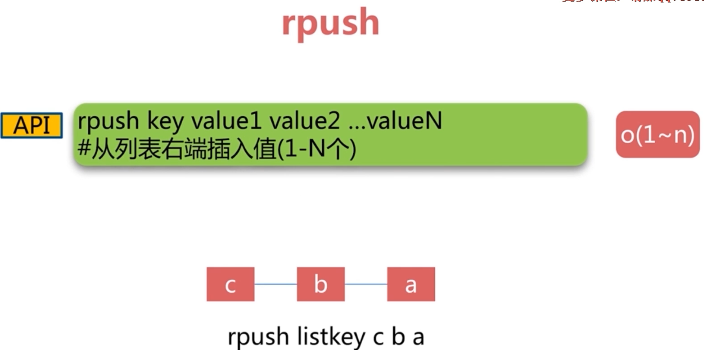 rpush
API
rpush key value1 value2 ...valueN
#从列表右端插入值(1-N个)
o(1~n)
c
b
a
rpush listkey c b a